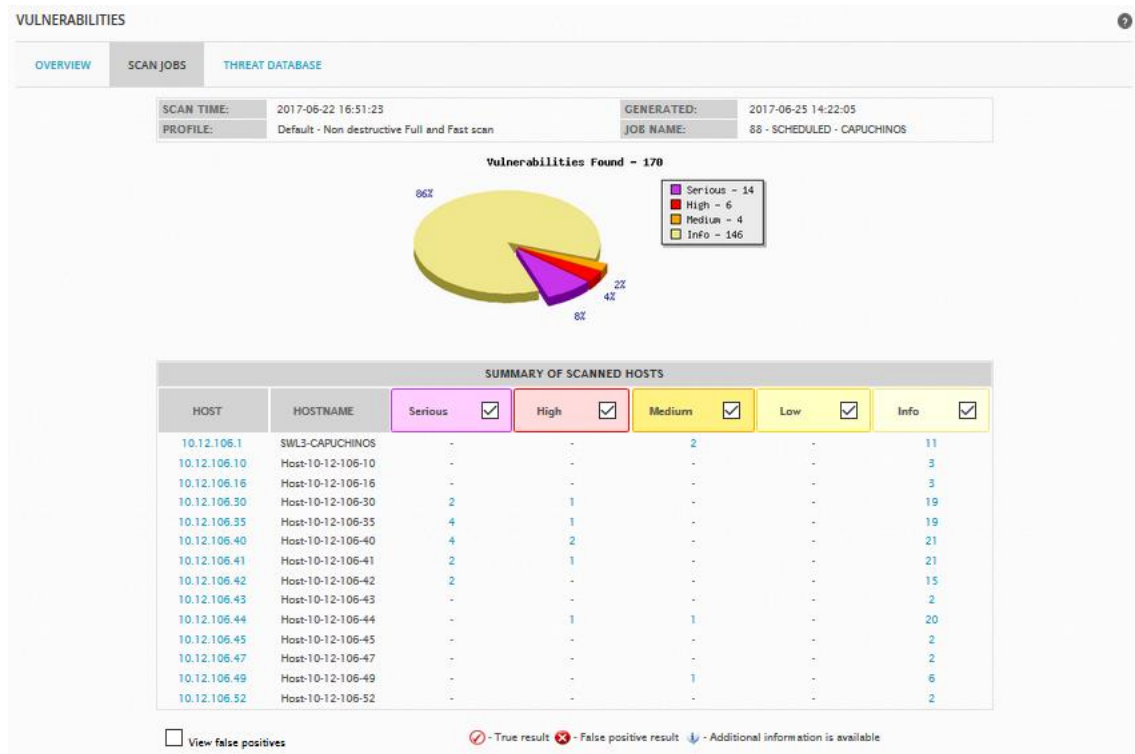 VULNERABILITIES
OVERVIEW SCAN JOBS THREAT DATABASE
SCAN TIME: 2017-06-22 16:51:23 GENERATED: 2017-06-25 14:22:05
PROFILE: Default - Non destructive Full and Fast scan JOB NAME: 88 - SCHEDULED - CAPUCHINOS
Vulnerabilities Found - 170
86%
Serious - 14
High - 6
Medium - 4
Info - 146
2%
4%
8%
SUMMARY OF SCANNED HOSTS
HOST HOSTNAME Serious High Medium Low Info
10.12.106.1 SWL3-CAPUCHINOS - - 2 - 11
10.12.106.10 Host-10-12-106-10 - - - - 3
10.12.106.16 Host-10-12-106-16 - - - - 3
10.12.106.30 Host-10-12-106-30 2 1 - - 19
10.12.106.35 Host-10-12-106-35 4 1 - - 19
10.12.106.40 Host-10-12-106-40 4 2 - - 21
10.12.106.41 Host-10-12-106-41 2 1 - - 21
10.12.106.42 Host-10-12-106-42 2 - - - 15
10.12.106.43 Host-10-12-106-43 - - - - 2
10.12.106.44 Host-10-12-106-44 - 1 1 - 20
10.12.106.45 Host-10-12-106-45 - - - - 2
10.12.106.47 Host-10-12-106-47 - - - - 2
10.12.106.49 Host-10-12-106-49 - - 1 - 6
10.12.106.52 Host-10-12-106-52 - - - - 2
View false positives - True result - False positive result - Additional information is available